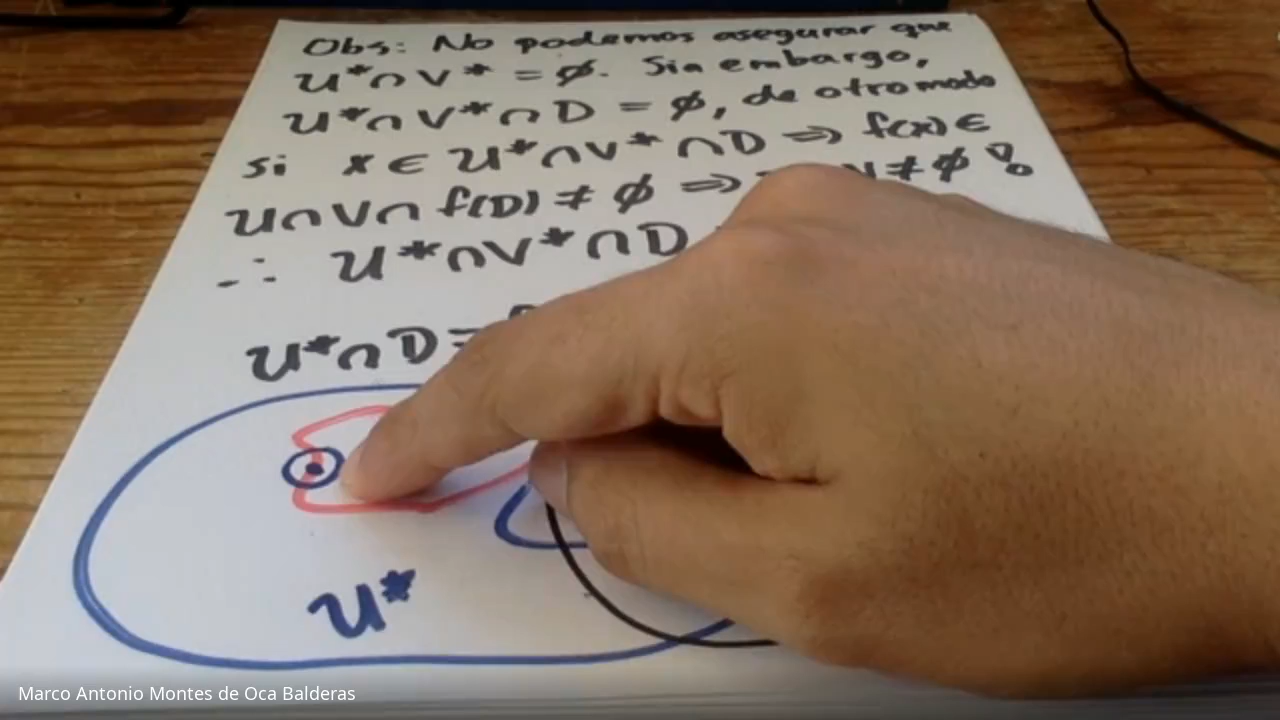 Obs: No podemos asegurar que
U*∩V* = ∅. Sin embargo,
U*∩V*∩D = ∅, de otro modo
si x ∈ U*∩V*∩D ⇒ f(x) ∈
U∩V∩f(D) ≠ ∅ ⇒ ≠ ∅
∴ U*∩V*∩D
U*∩D=
U*
Marco Antonio Montes de Oca Balderas